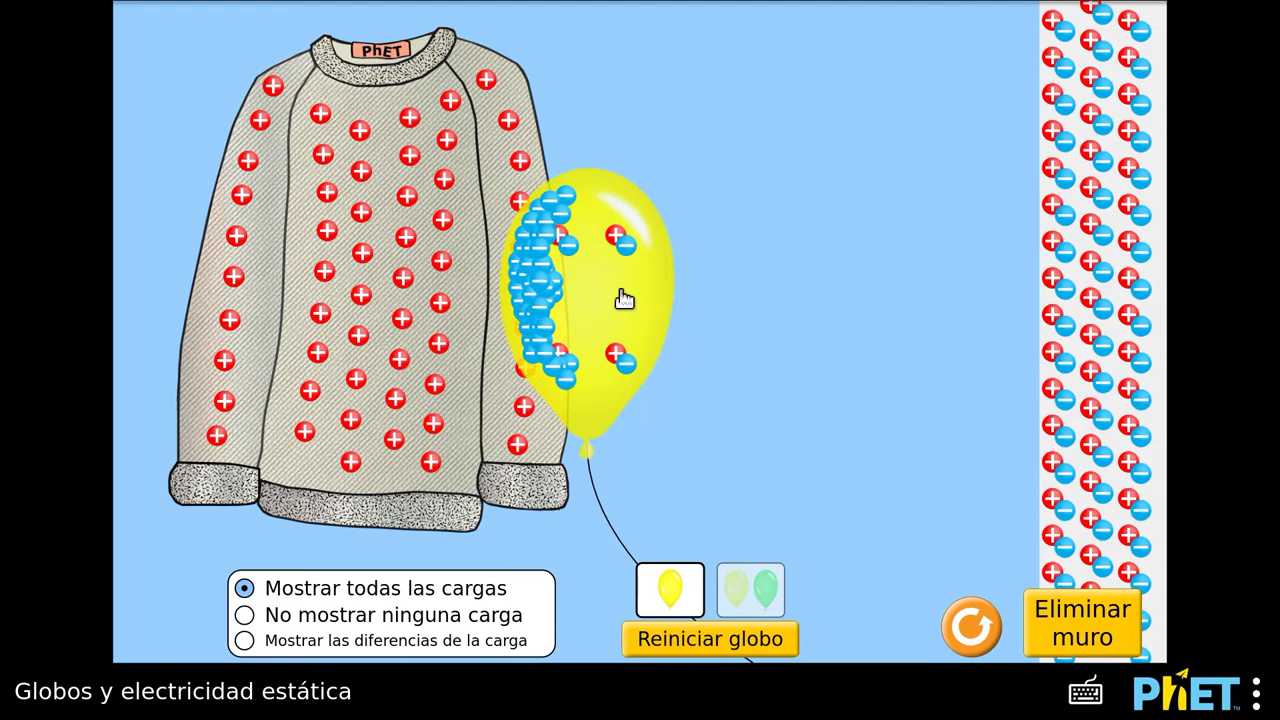 PhET
Mostrar todas las cargas
No mostrar ninguna carga
Mostrar las diferencias de la carga
Reiniciar globo
Eliminar
muro
Globos y electricidad estática
PhET